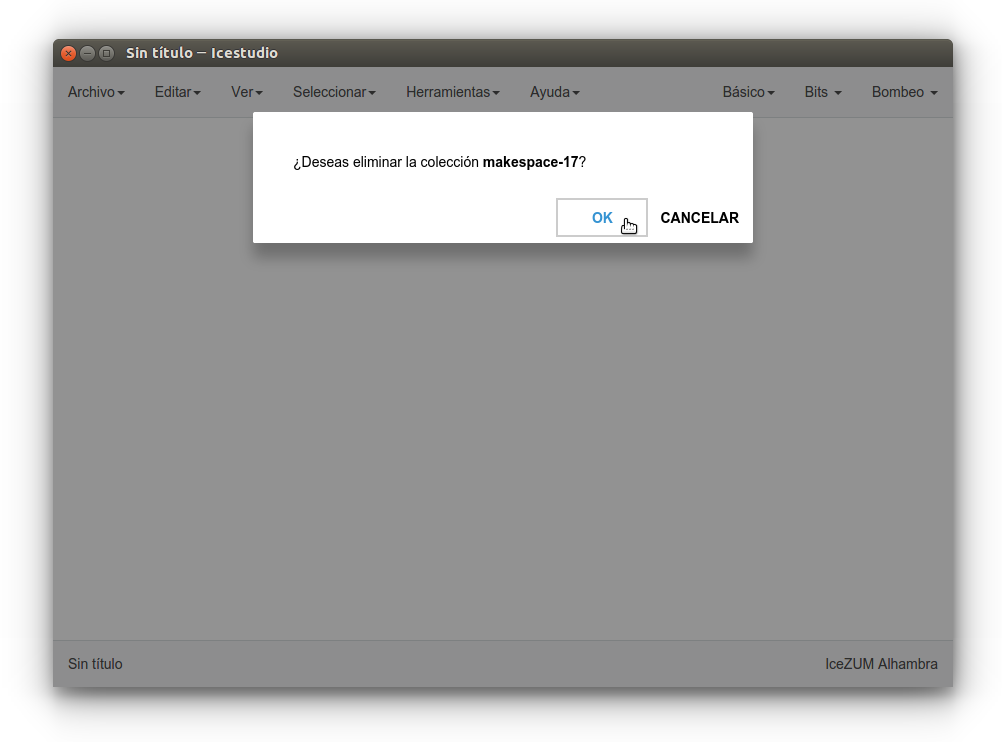 Sin título — Icestudio
Archivo Editar Ver Seleccionar Herramientas Ayuda Básico Bits Bombeo
¿Deseas eliminar la colección makespace-17?
OK CANCELAR
Sin título IceZUM Alhambra